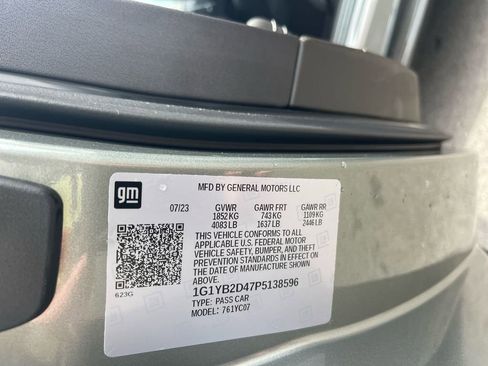 gm
MFD BY GENERAL MOTORS LLC
07/23 GVWR GAWR FRT GAWR RR
1852 KG 743 KG 1109 KG
4083 LB 1637 LB 2446 LB
THIS VEHICLE CONFORMS TO ALL
APPLICABLE U.S. FEDERAL MOTOR
VEHICLE SAFETY, BUMPER, AND THEFT
PREVENTION STANDARDS IN EFFECT ON
THE DATE OF MANUFACTURE SHOWN
ABOVE.
623G
1G1YB2D47P5138596
TYPE: PASS CAR
MODEL: 761YC07